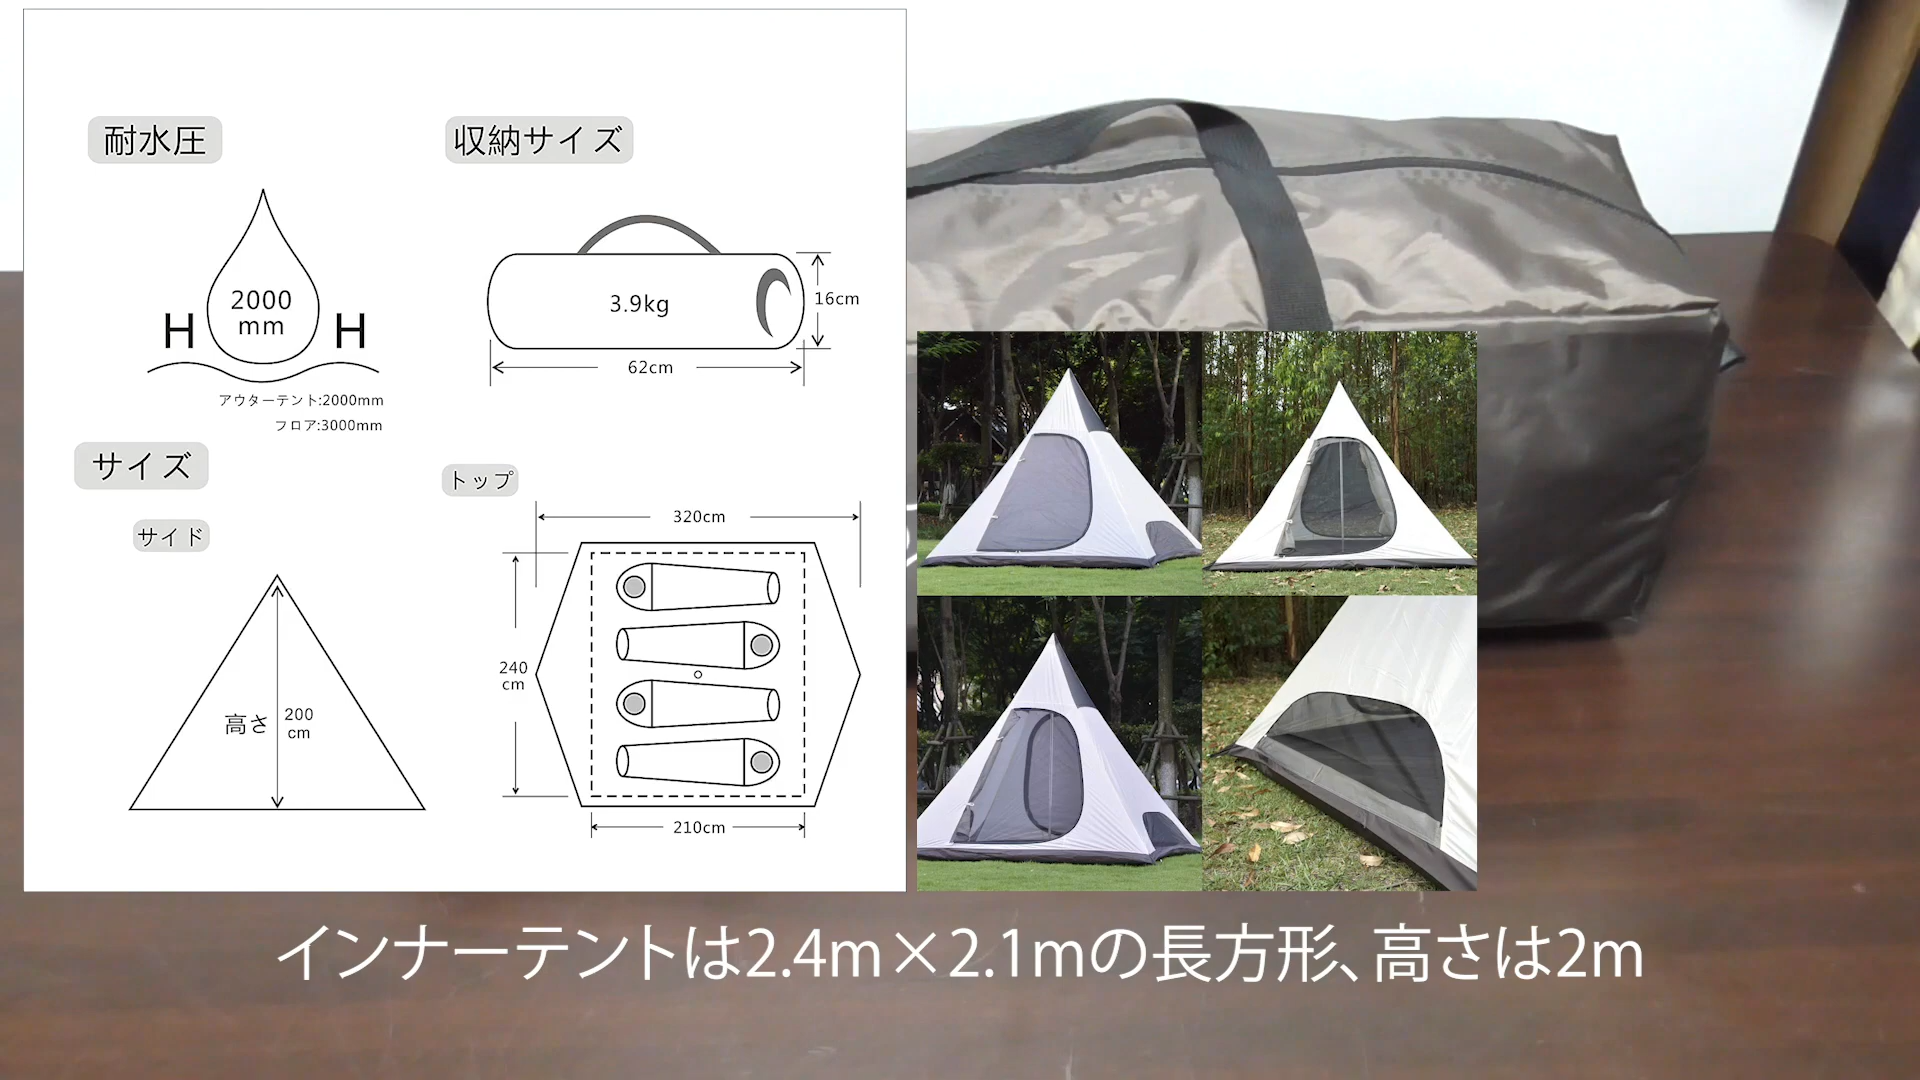 耐水圧
2000
mm
H H
アウターテント:2000mm
フロア:3000mm
収納サイズ
3.9kg
16cm
62cm
サイズ
サイド
高さ
200
cm
トップ
320cm
240
cm
210cm
インナーテントは2.4m×2.1mの長方形、高さは2m